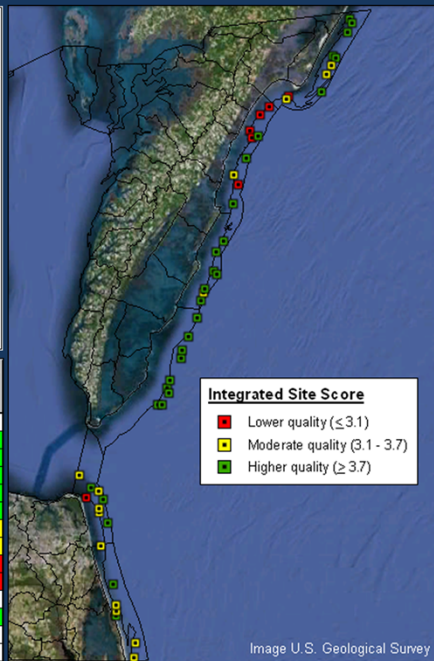 Integrated Site Score
Lower quality (≤ 3.1)
Moderate quality (3.1 - 3.7)
Higher quality (≥ 3.7)
Image U.S. Geological Survey